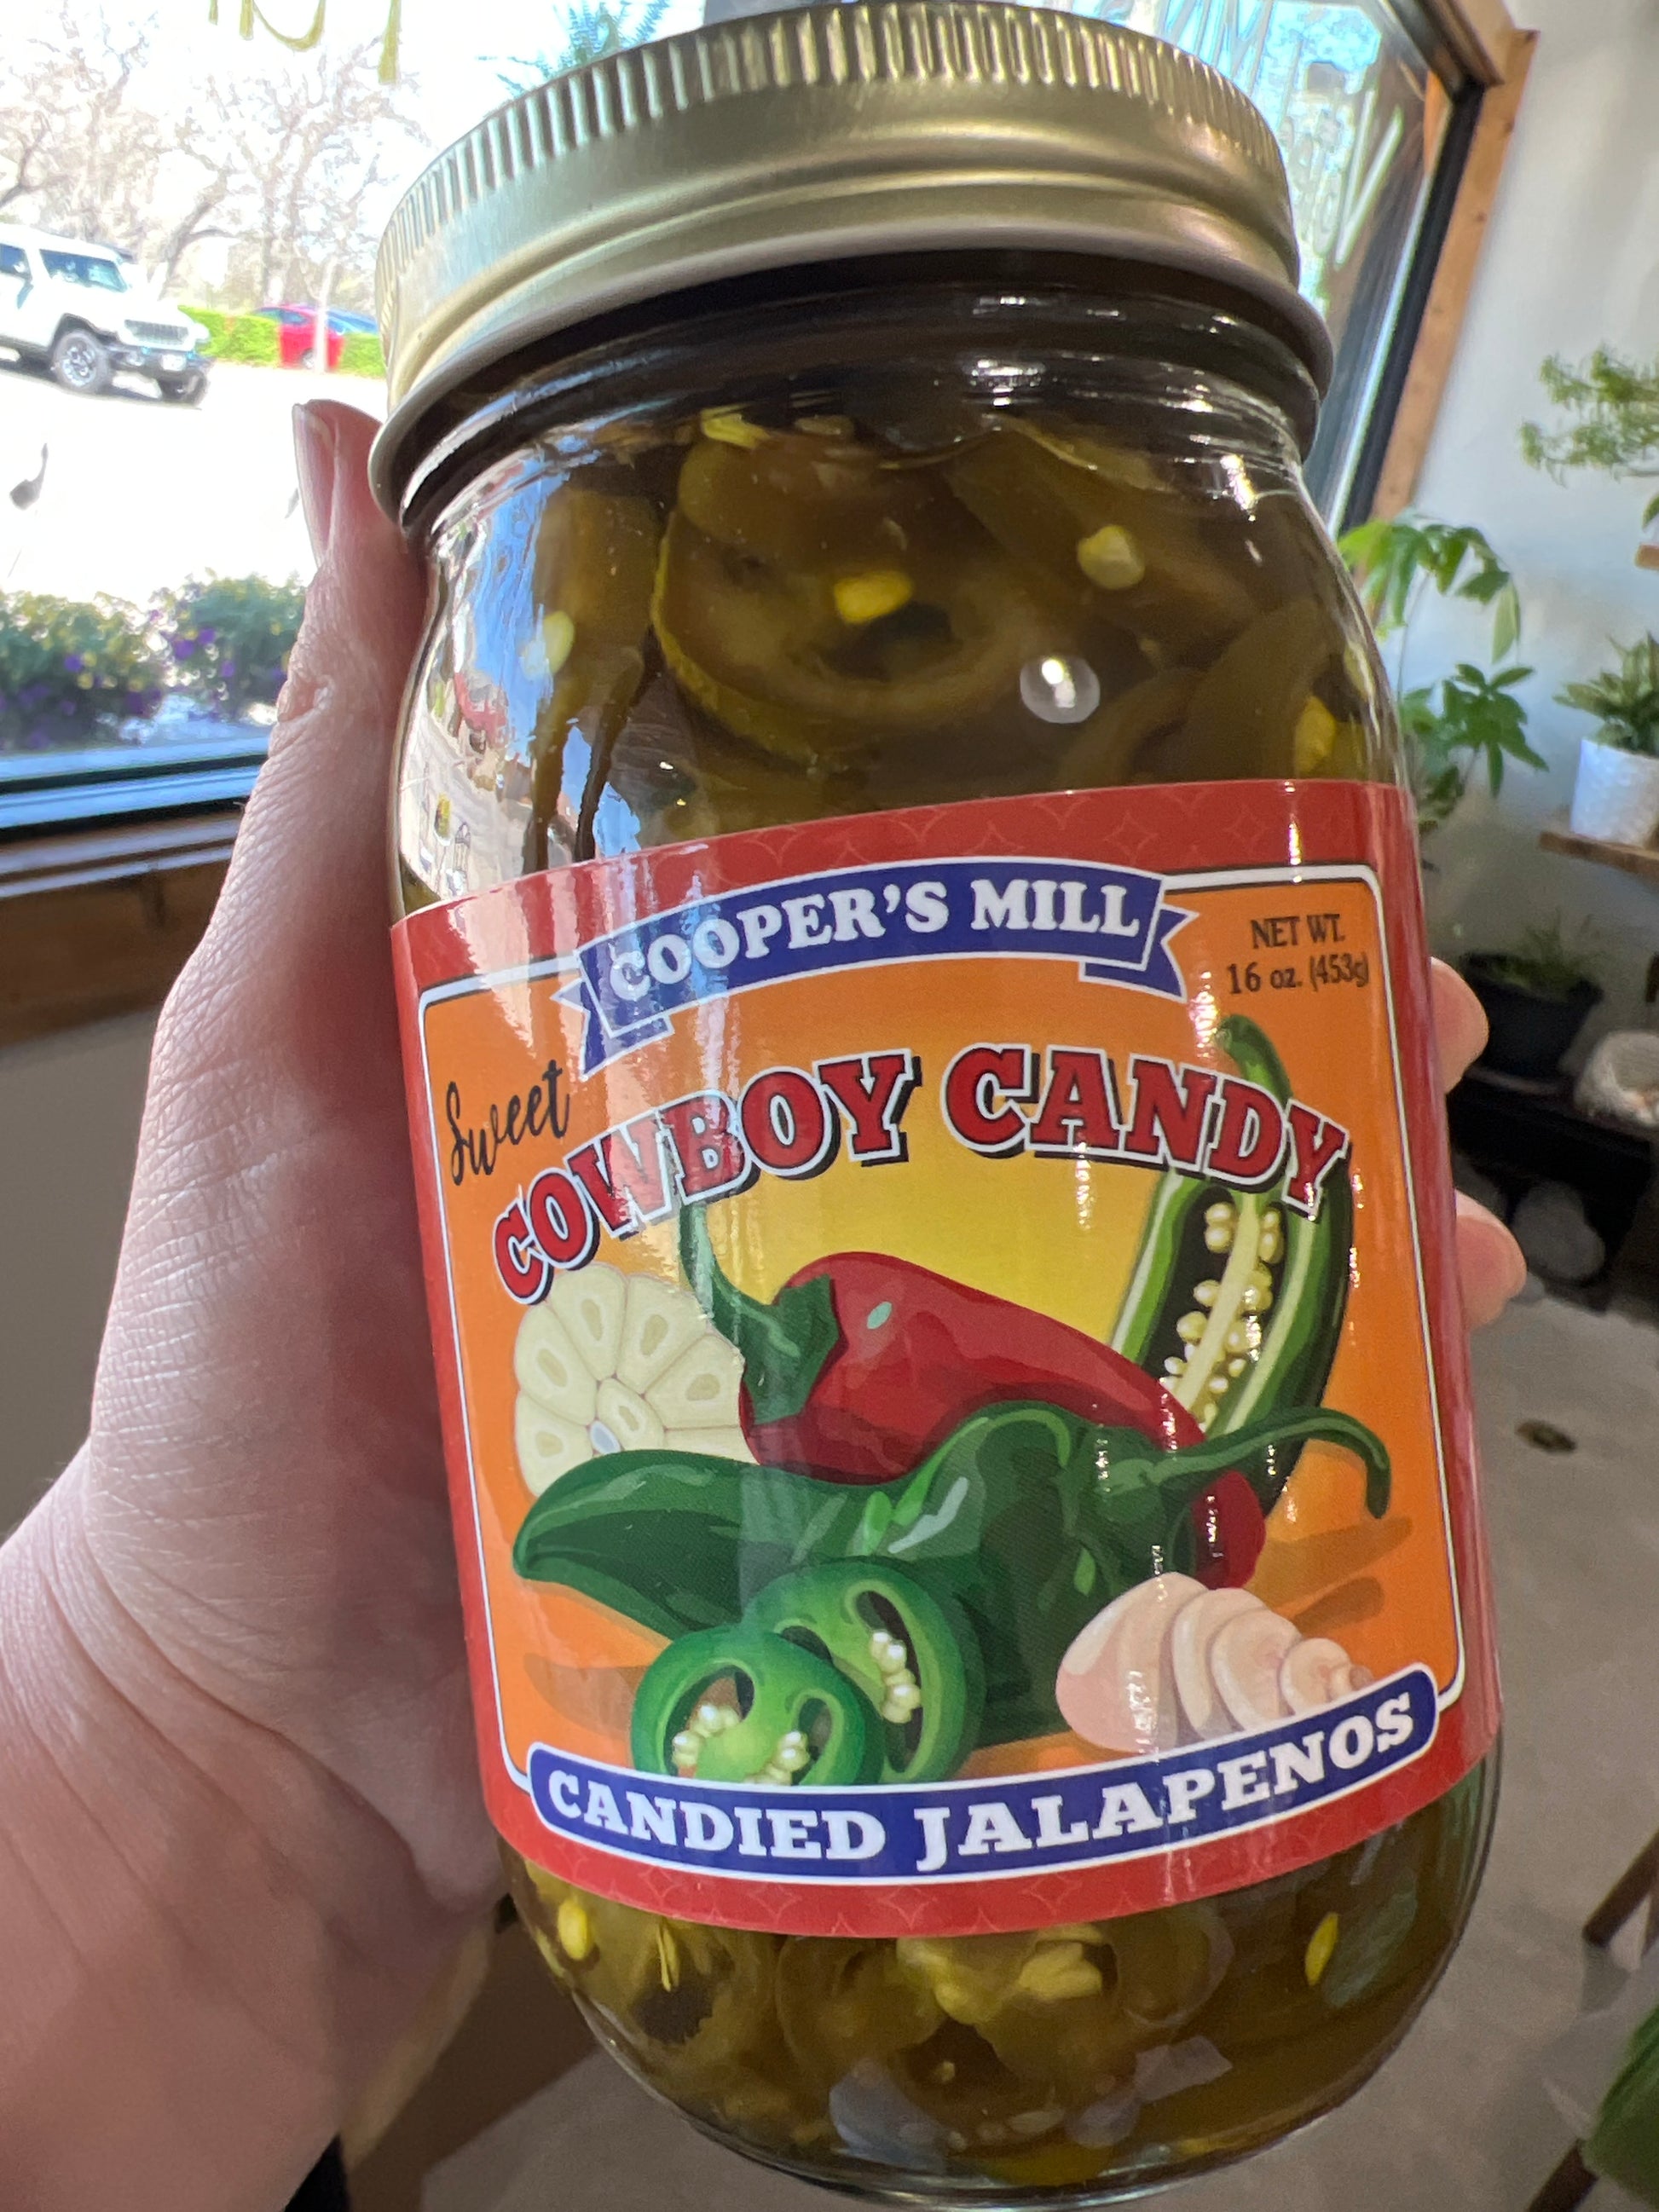 COOPER'S MILL
NET WT.
16 oz. (453g)
Sweet
COWBOY CANDY
CANDIED JALAPENOS